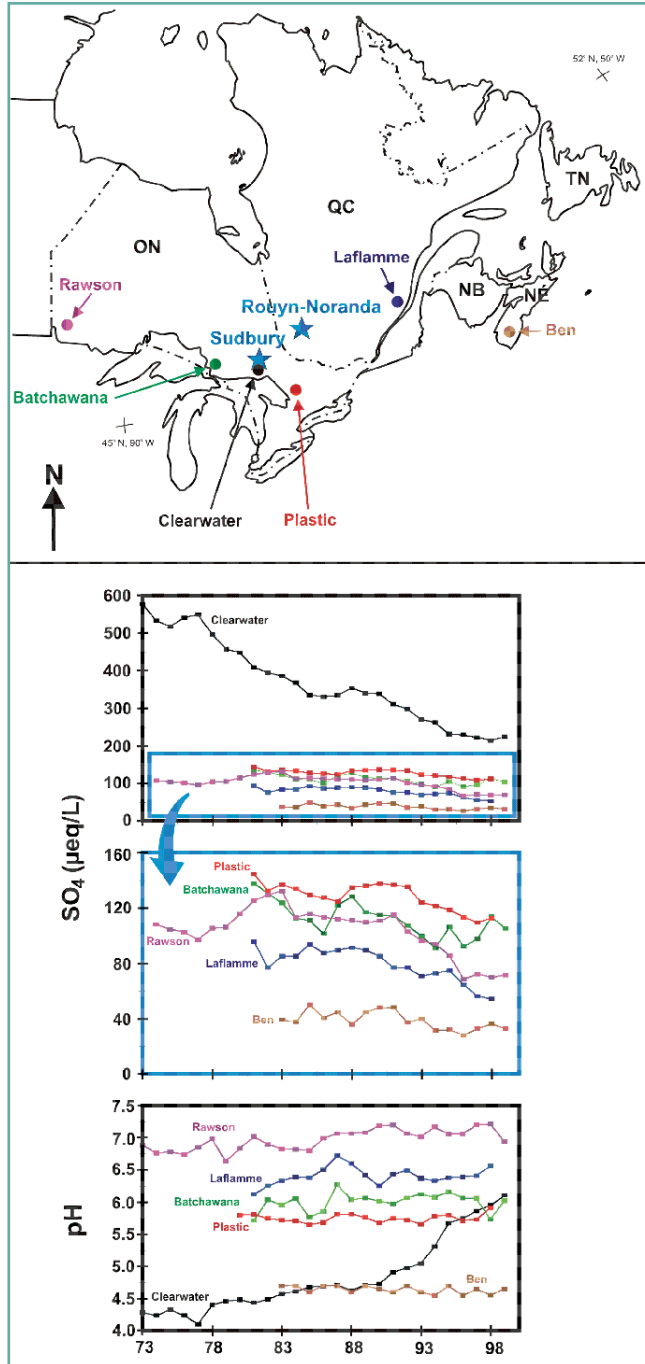 52° N, 50° W
TN
QC
ON
Laflamme
NB
NÉ
Rawson
Rouyn-Noranda
Ben
Sudbury
Batchawana
45° N, 90° W
N
Clearwater
Plastic
600
Clearwater
500
400
300
200
100
0
SO4 (µeq/L)
160
Plastic
Batchawana
120
Rawson
80
Laflamme
40
Ben
0
7.5
Rawson
7.0
6.5
Laflamme
6.0
Batchawana
Plastic
pH
5.5
5.0
Ben
4.5
Clearwater
4.0
73 78 83 88 93 98